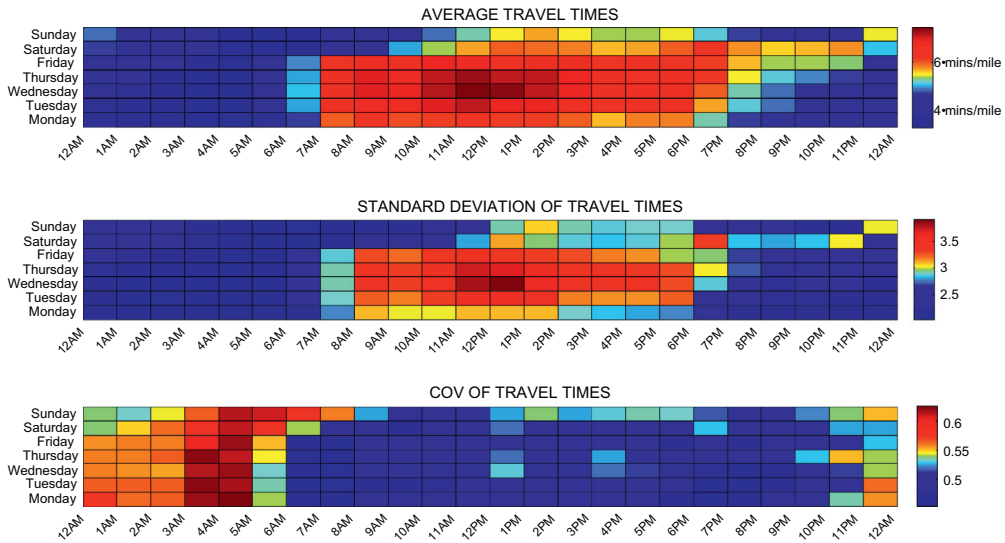 AVERAGE TRAVEL TIMES
Sunday
Saturday
Friday
Thursday
Wednesday
Tuesday
Monday
12AM 1AM 2AM 3AM 4AM 5AM 6AM 7AM 8AM 9AM 10AM 11AM 12PM 1PM 2PM 3PM 4PM 5PM 6PM 7PM 8PM 9PM 10PM 11PM 12AM
6•mins/mile
4•mins/mile
STANDARD DEVIATION OF TRAVEL TIMES
Sunday
Saturday
Friday
Thursday
Wednesday
Tuesday
Monday
12AM 1AM 2AM 3AM 4AM 5AM 6AM 7AM 8AM 9AM 10AM 11AM 12PM 1PM 2PM 3PM 4PM 5PM 6PM 7PM 8PM 9PM 10PM 11PM 12AM
3.5
3
2.5
COV OF TRAVEL TIMES
Sunday
Saturday
Friday
Thursday
Wednesday
Tuesday
Monday
12AM 1AM 2AM 3AM 4AM 5AM 6AM 7AM 8AM 9AM 10AM 11AM 12PM 1PM 2PM 3PM 4PM 5PM 6PM 7PM 8PM 9PM 10PM 11PM 12AM
0.6
0.55
0.5